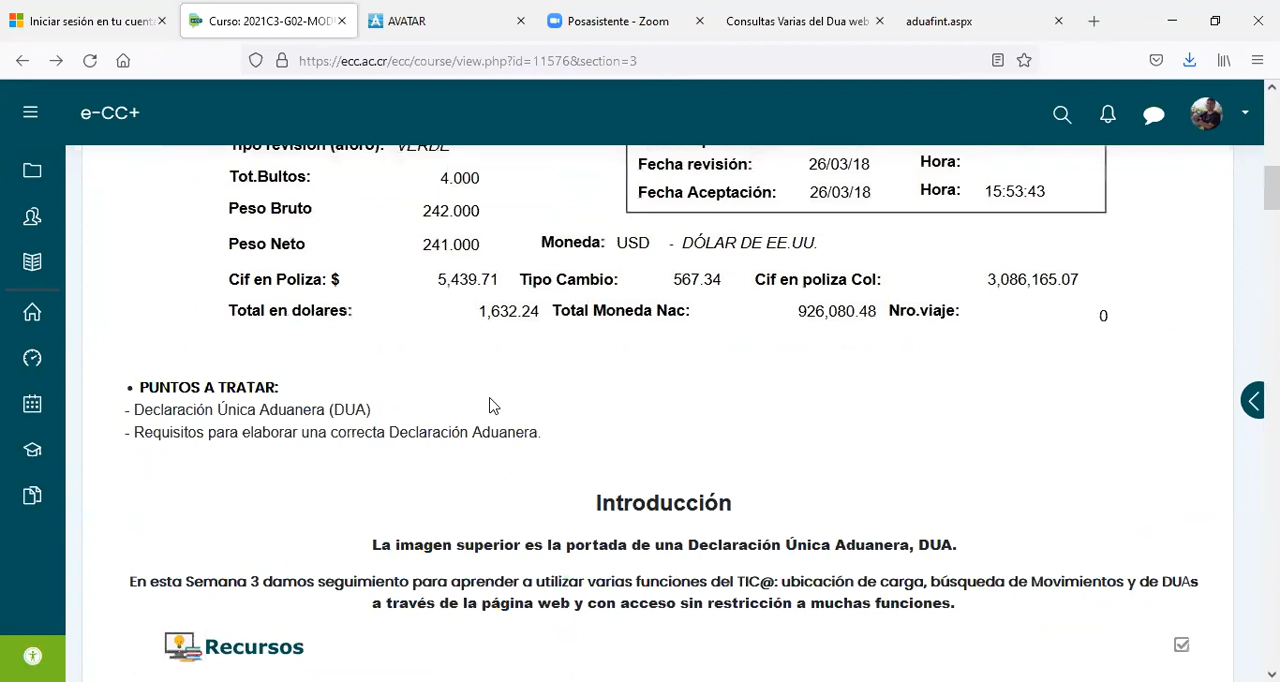 Iniciar sesión en tu cuenta
Curso: 2021C3-G02-MOD
AVATAR
Posasistente - Zoom
Consultas Varias del Dua web
aduafint.aspx
https://ecc.ac.cr/ecc/course/view.php?id=11576&section=3
e-CC+
Tipo revisión (aforo): VERDE
Fecha revisión: 26/03/18 Hora:
Tot.Bultos: 4.000
Fecha Aceptación: 26/03/18 Hora: 15:53:43
Peso Bruto 242.000
Peso Neto 241.000 Moneda: USD - DÓLAR DE EE.UU.
Cif en Poliza: $ 5,439.71 Tipo Cambio: 567.34 Cif en poliza Col: 3,086,165.07
Total en dolares: 1,632.24 Total Moneda Nac: 926,080.48 Nro.viaje: 0
• PUNTOS A TRATAR:
- Declaración Única Aduanera (DUA)
- Requisitos para elaborar una correcta Declaración Aduanera.
Introducción
La imagen superior es la portada de una Declaración Única Aduanera, DUA.
En esta Semana 3 damos seguimiento para aprender a utilizar varias funciones del TIC@: ubicación de carga, búsqueda de Movimientos y de DUAs
a través de la página web y con acceso sin restricción a muchas funciones.
Recursos